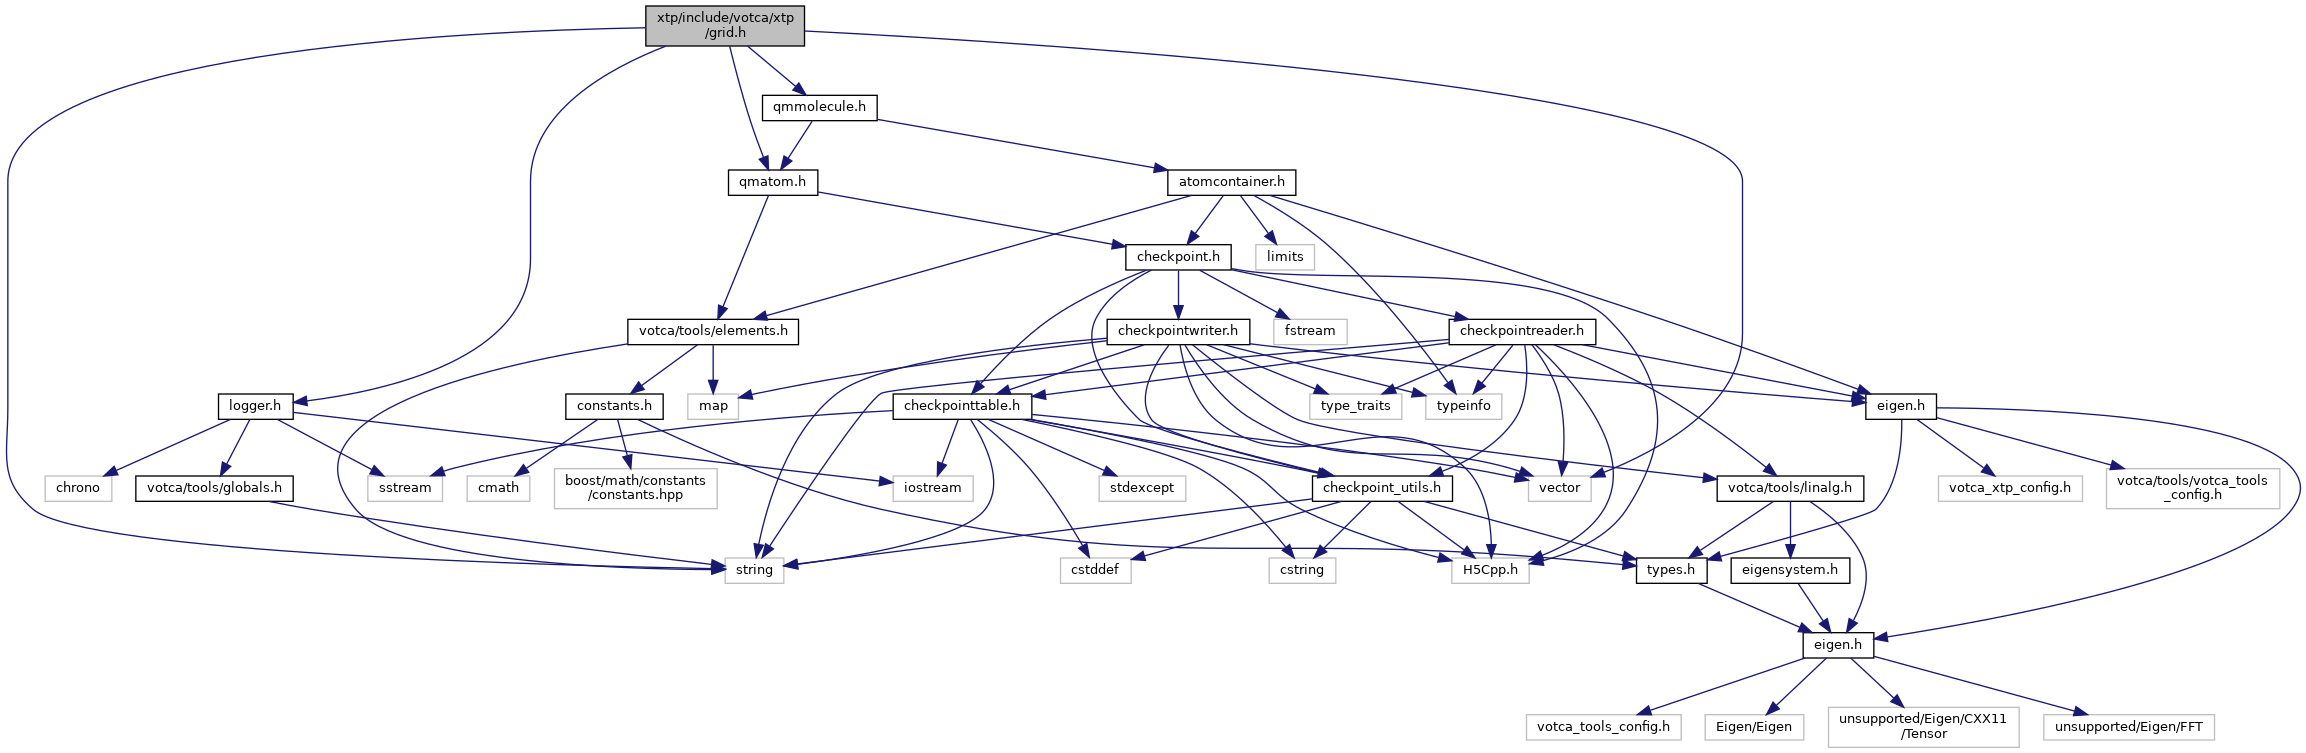 xtp/include/votca/xtp
/grid.h
qmmolecule.h
qmatom.h
atomcontainer.h
checkpoint.h
limits
votca/tools/elements.h
checkpointwriter.h
fstream
checkpointreader.h
logger.h
constants.h
map
checkpointtable.h
type_traits
typeinfo
eigen.h
chrono
votca/tools/globals.h
sstream
cmath
boost/math/constants
/constants.hpp
iostream
stdexcept
checkpoint_utils.h
vector
votca/tools/linalg.h
votca_xtp_config.h
votca/tools/votca_tools
_config.h
string
cstddef
cstring
H5Cpp.h
types.h
eigensystem.h
eigen.h
votca_tools_config.h
Eigen/Eigen
unsupported/Eigen/CXX11
/Tensor
unsupported/Eigen/FFT